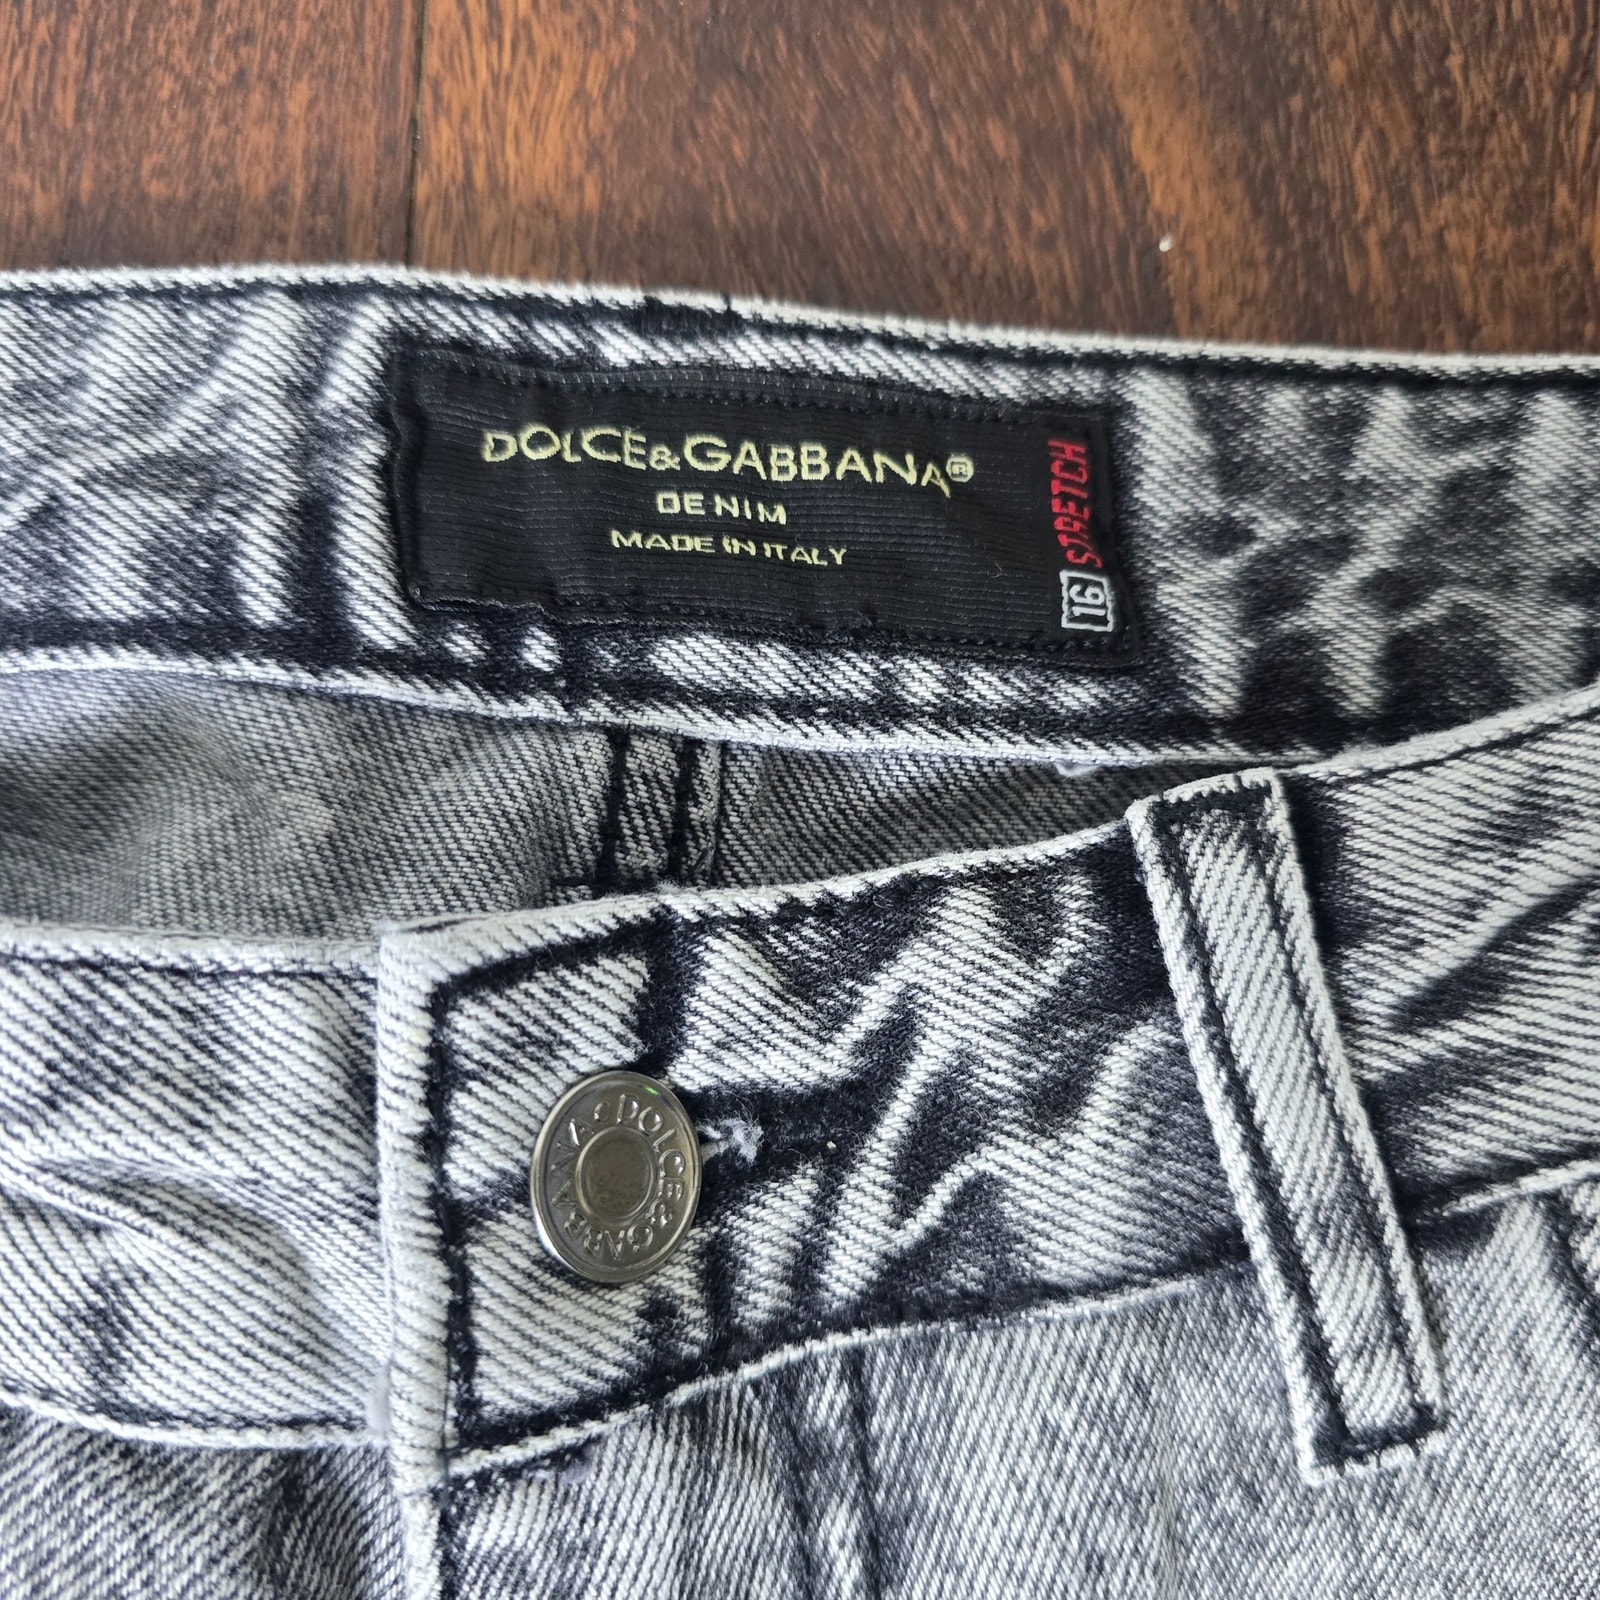 DOLCE&GABBANA®
DENIM
MADE IN ITALY
16 STRETCH
DOLCE&GABBANA